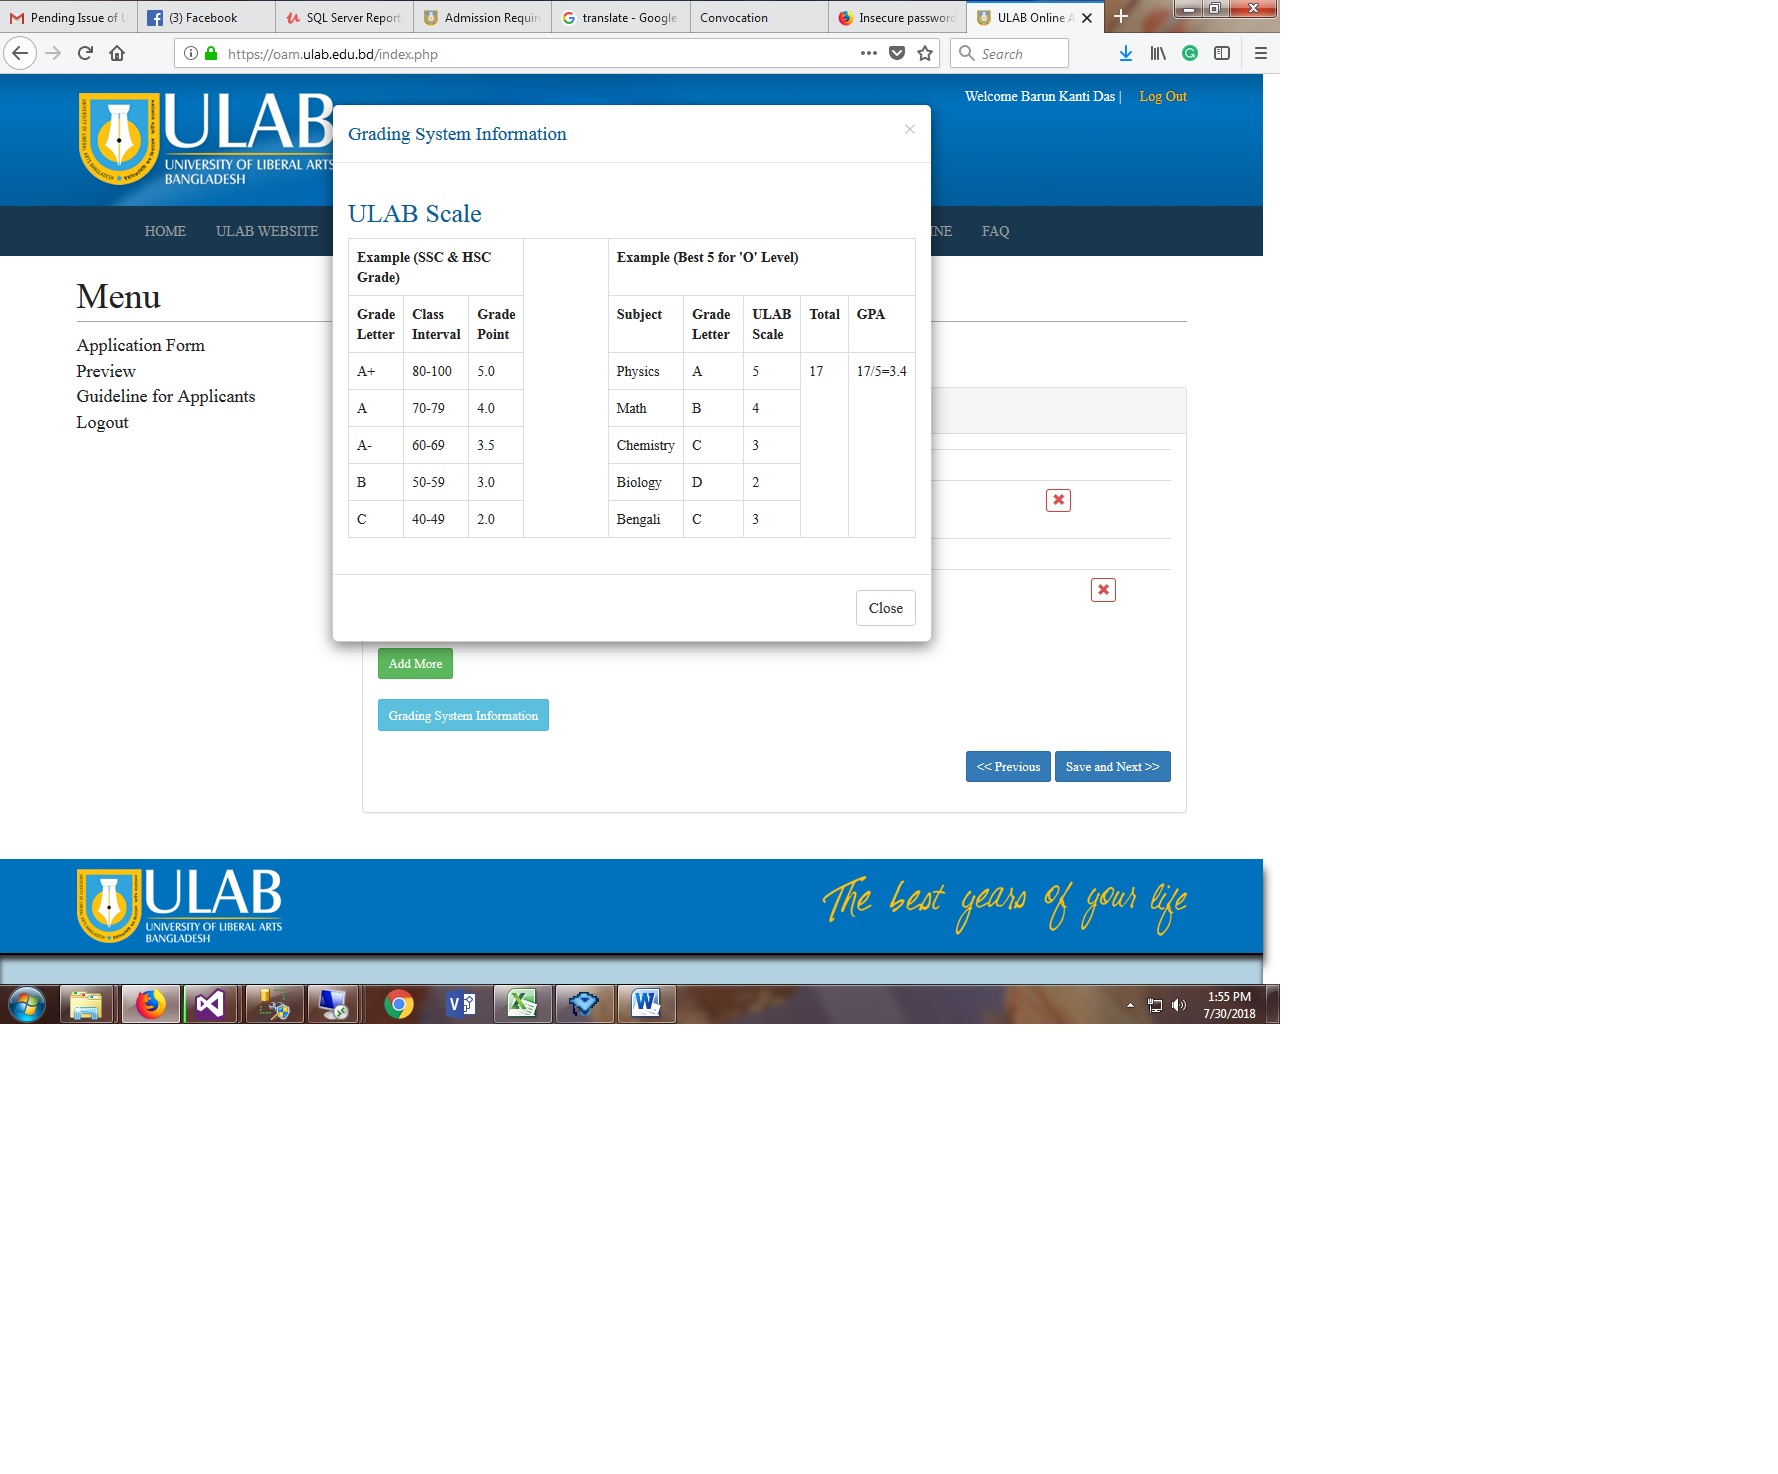 Pending Issue of U
(3) Facebook
SQL Server Report
Admission Require
translate - Google
Convocation
Insecure password
ULAB Online A
https://oam.ulab.edu.bd/index.php
Search
ULAB
UNIVERSITY OF LIBERAL ARTS
BANGLADESH
Welcome Barun Kanti Das |
Log Out
HOME
ULAB WEBSITE
INE
FAQ
Menu
Application Form
Preview
Guideline for Applicants
Logout
Grading System Information
×
ULAB Scale
Example (SSC & HSC
Grade)
Example (Best 5 for 'O' Level)
Grade Letter Class Interval Grade Point Subject Grade Letter ULAB Scale Total GPA
A+ 80-100 5.0 Physics A 5 17 17/5=3.4
A 70-79 4.0 Math B 4
A- 60-69 3.5 Chemistry C 3
B 50-59 3.0 Biology D 2
C 40-49 2.0 Bengali C 3
Close
Add More
Grading System Information
<< Previous
Save and Next >>
ULAB
UNIVERSITY OF LIBERAL ARTS
BANGLADESH
The best years of your life
1:55 PM
7/30/2018